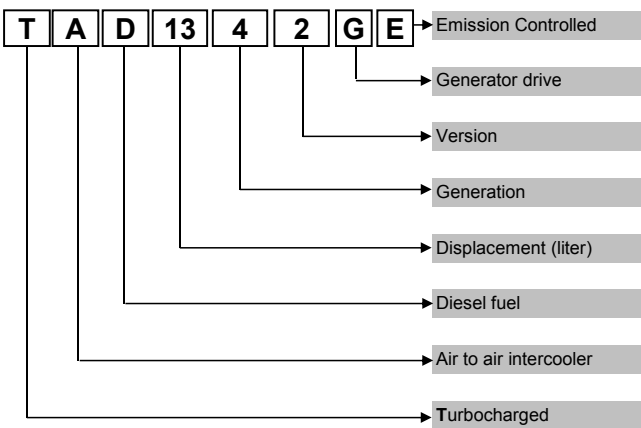 T A D 13 4 2 G E Emission Controlled
Generator drive
Version
Generation
Displacement (liter)
Diesel fuel
Air to air intercooler
Turbocharged